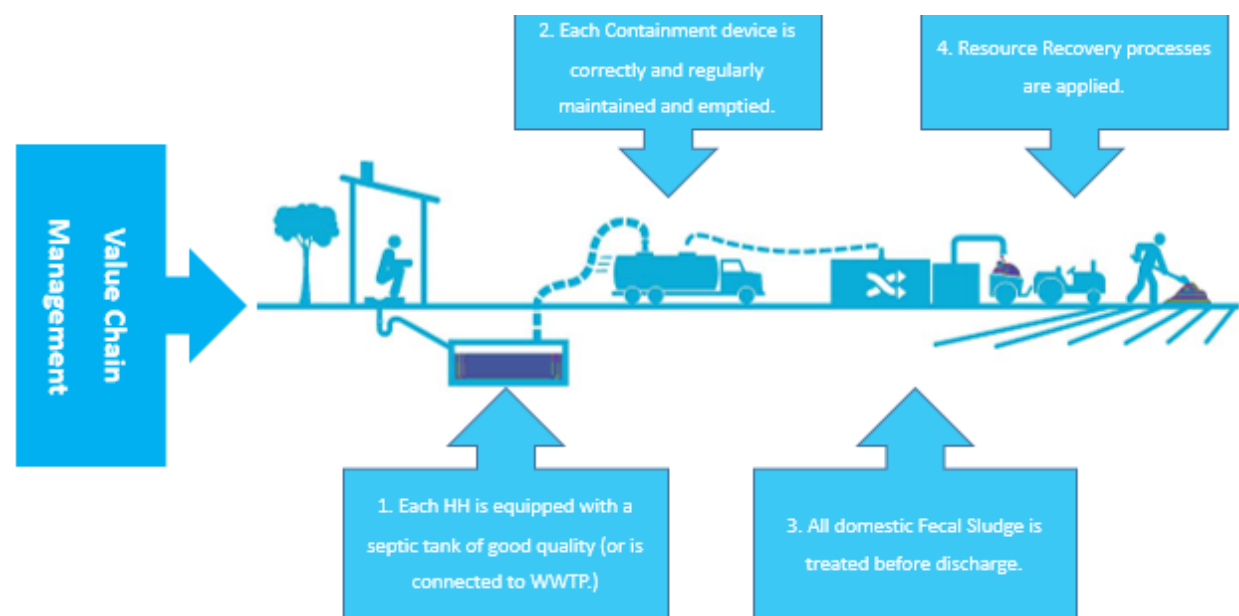 Value Chain
Management
1. Each HH is equipped with a
septic tank of good quality (or is
connected to WWTP.)
2. Each Containment device is
correctly and regularly
maintained and emptied.
3. All domestic Fecal Sludge is
treated before discharge.
4. Resource Recovery processes
are applied.